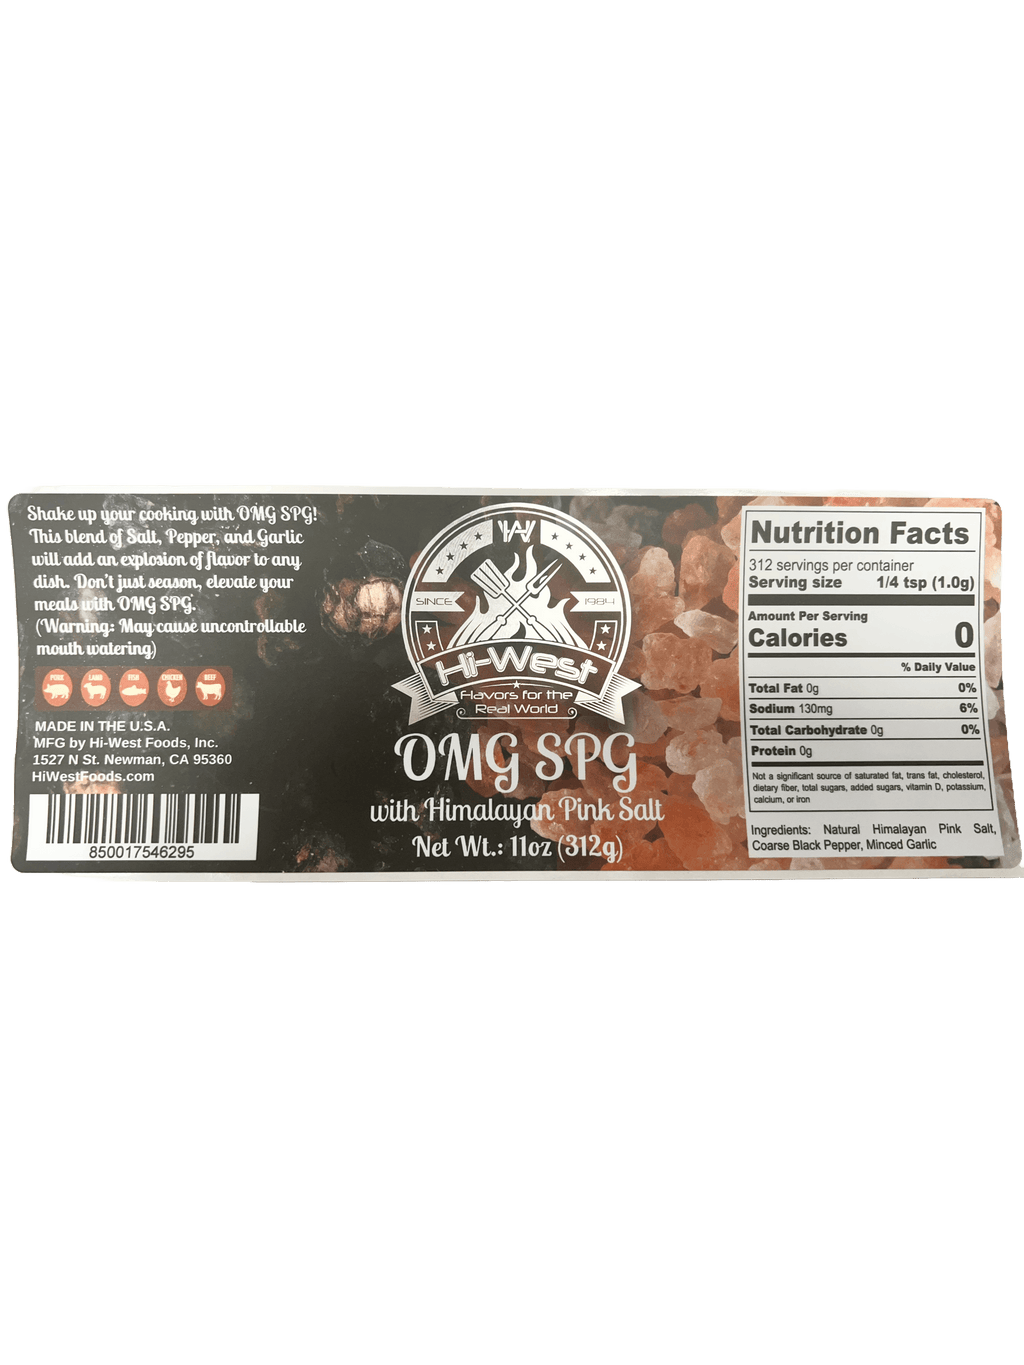 Shake up your cooking with OMG SPG!
This blend of Salt, Pepper, and Garlic
will add an explosion of flavor to any
dish. Don't just season, elevate your
meals with OMG SPG.
(Warning: May cause uncontrollable
mouth watering)
PORK LAMB FISH CHICKEN BEEF
MADE IN THE U.S.A.
MFG by Hi-West Foods, Inc.
1527 N St. Newman, CA 95360
HiWestFoods.com
850017546295
SINCE 1984
Hi-West
Flavors for the
Real World
OMG SPG
with Himalayan Pink Salt
Net Wt.: 11oz (312g)
Nutrition Facts
312 servings per container
Serving size 1/4 tsp (1.0g)
Amount Per Serving
Calories 0
% Daily Value
Total Fat 0g 0%
Sodium 130mg 6%
Total Carbohydrate 0g 0%
Protein 0g
Not a significant source of saturated fat, trans fat, cholesterol,
dietary fiber, total sugars, added sugars, vitamin D, potassium,
calcium, or iron
Ingredients: Natural Himalayan Pink Salt,
Coarse Black Pepper, Minced Garlic